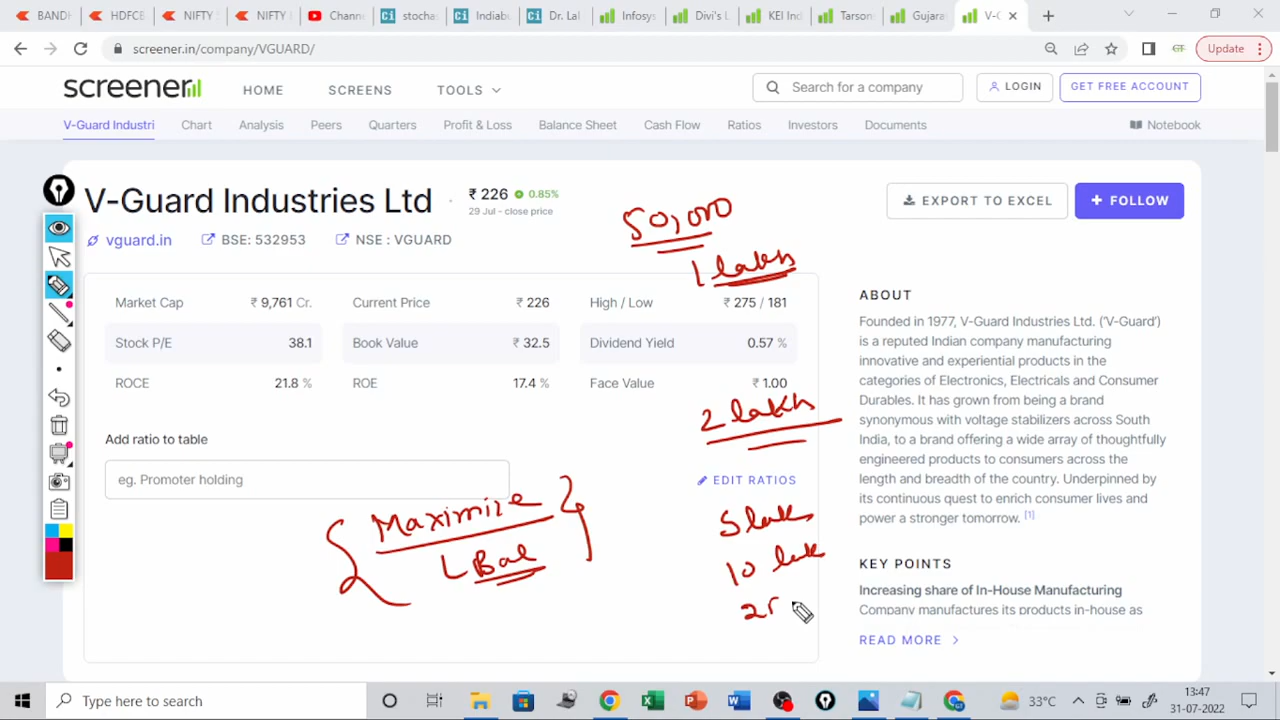 BANDH
HDFCB
NIFTY
NIFTY
Chann
stochas
Indiabu
Dr. Lal
Infosys
Divi's L
KEI Ind
Tarsons
Gujara
V-G
screener.in/company/VGUARD/
Update
screener
HOME
SCREENS
TOOLS
Search for a company
LOGIN
GET FREE ACCOUNT
V-Guard Industri
Chart
Analysis
Peers
Quarters
Profit & Loss
Balance Sheet
Cash Flow
Ratios
Investors
Documents
Notebook
V-Guard Industries Ltd
₹ 226 0.85%
29 Jul - close price
EXPORT TO EXCEL
+ FOLLOW
vguard.in
BSE: 532953
NSE : VGUARD
50,000
1 lakh
Market Cap ₹ 9,761 Cr.
Current Price ₹ 226
High / Low ₹ 275 / 181
Stock P/E 38.1
Book Value ₹ 32.5
Dividend Yield 0.57 %
ROCE 21.8 %
ROE 17.4 %
Face Value ₹ 1.00
2 lakh
Add ratio to table
eg. Promoter holding
EDIT RATIOS
Maximize
Bal
5 lakh
10 lakh
ABOUT
Founded in 1977, V-Guard Industries Ltd. ('V-Guard')
is a reputed Indian company manufacturing
innovative and experiential products in the
categories of Electronics, Electricals and Consumer
Durables. It has grown from being a brand
synonymous with voltage stabilizers across South
India, to a brand offering a wide array of thoughtfully
engineered products to consumers across the
length and breadth of the country. Underpinned by
its continuous quest to enrich consumer lives and
power a stronger tomorrow. [1]
KEY POINTS
Increasing share of In-House Manufacturing
Company manufactures its products in-house as
READ MORE
Type here to search
33°C
13:47
31-07-2022